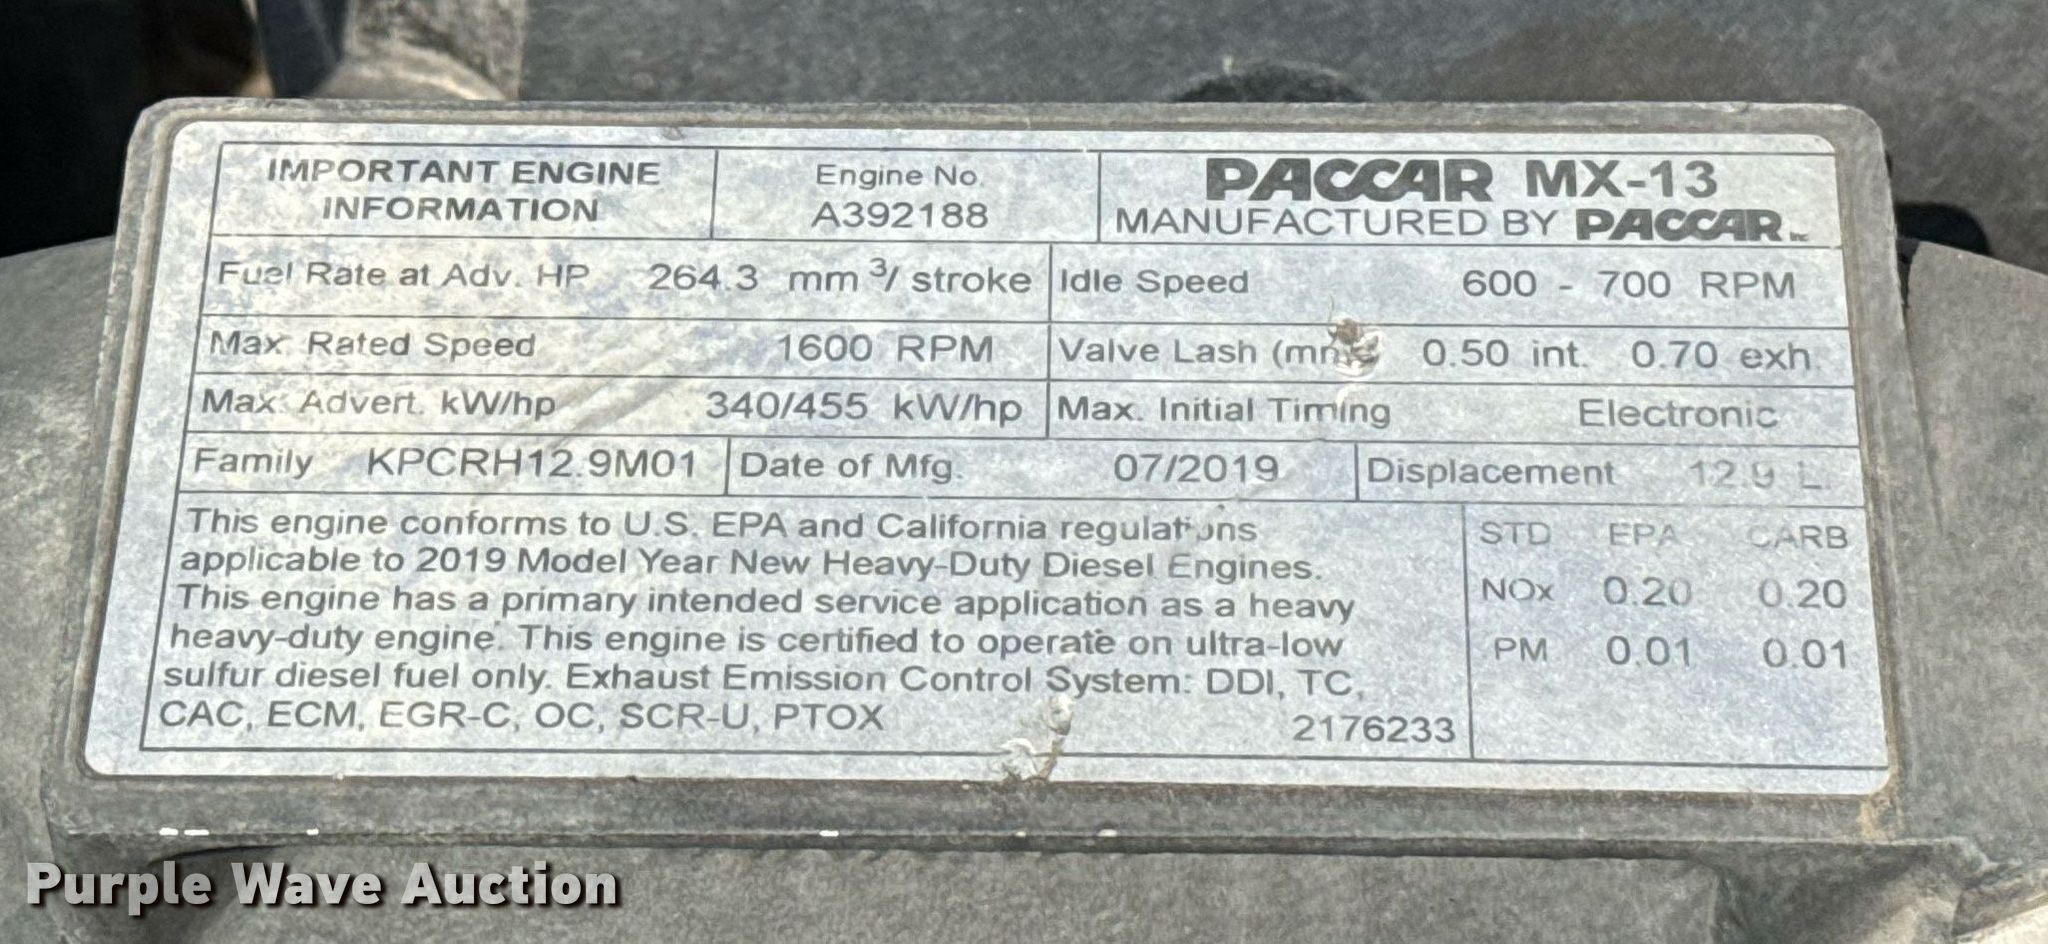 IMPORTANT ENGINE
INFORMATION
Engine No.
A392188
PACCAR MX-13
MANUFACTURED BY PACCAR Inc
Fuel Rate at Adv. HP 264.3 mm ³/ stroke
Idle Speed 600 - 700 RPM
Max. Rated Speed 1600 RPM
Valve Lash (mm) 0.50 int. 0.70 exh.
Max. Advert. kW/hp 340/455 kW/hp
Max. Initial Timing Electronic
Family KPCRH12.9M01
Date of Mfg. 07/2019
Displacement 12.9 L.
This engine conforms to U.S. EPA and California regulations
applicable to 2019 Model Year New Heavy-Duty Diesel Engines.
This engine has a primary intended service application as a heavy
heavy-duty engine. This engine is certified to operate on ultra-low
sulfur diesel fuel only. Exhaust Emission Control System: DDI, TC,
CAC, ECM, EGR-C, OC, SCR-U, PTOX
2176233
STD EPA CARB
NOx 0.20 0.20
PM 0.01 0.01
Purple Wave Auction